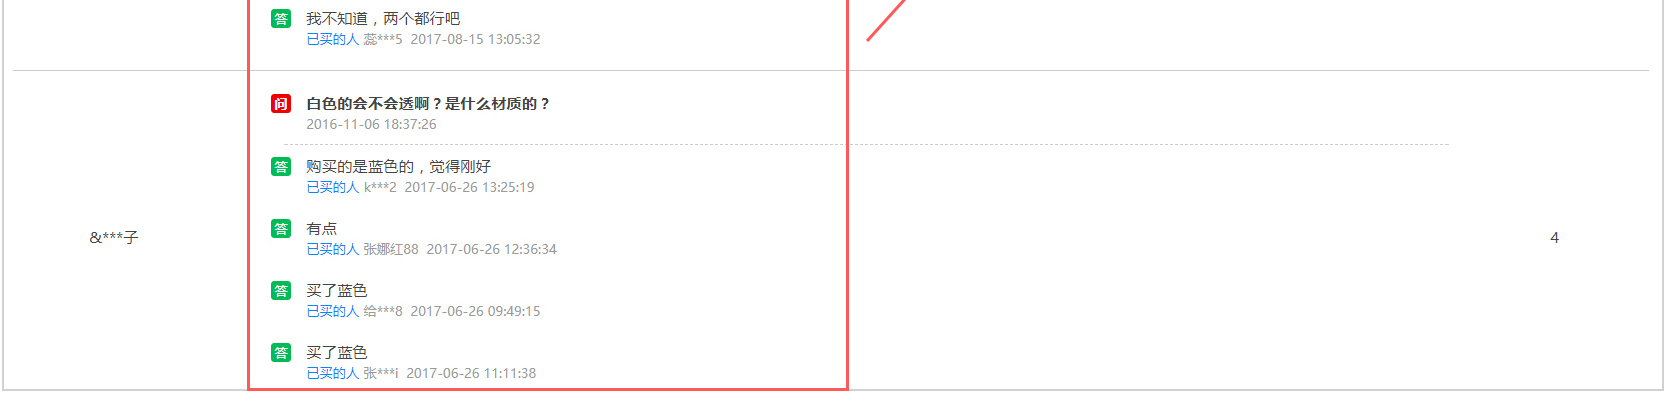 答 我不知道，两个都行吧
已买的人 蕊***5 2017-08-15 13:05:32
问 白色的会不会透啊？是什么材质的？
2016-11-06 18:37:26
答 购买的是蓝色的，觉得刚好
已买的人 k***2 2017-06-26 13:25:19
答 有点
已买的人 张娜红88 2017-06-26 12:36:34
&***子
4
答 买了蓝色
已买的人 给***8 2017-06-26 09:49:15
答 买了蓝色
已买的人 张***i 2017-06-26 11:11:38